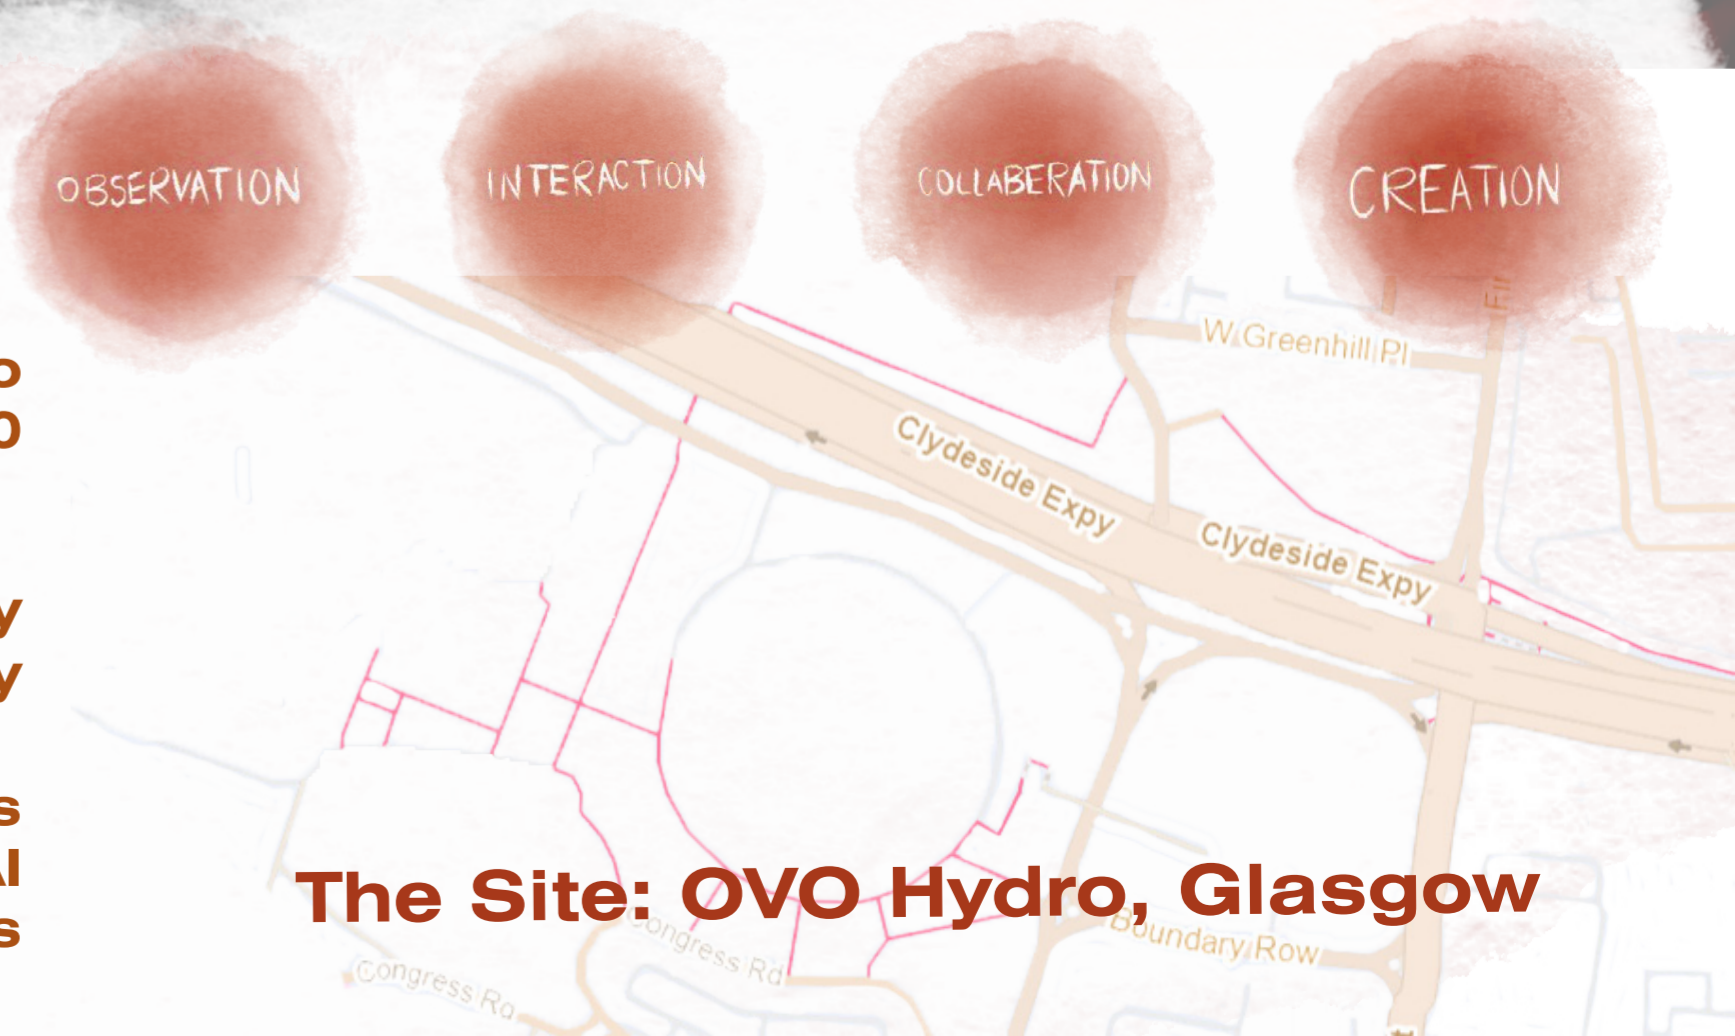 OBSERVATION
INTERACTION
COLLABERATION
CREATION
W Greenhill Pl
Clydeside Expy
Clydeside Expy
The Site: OVO Hydro, Glasgow
Congress Rd
Boundary Row
Congress Rd